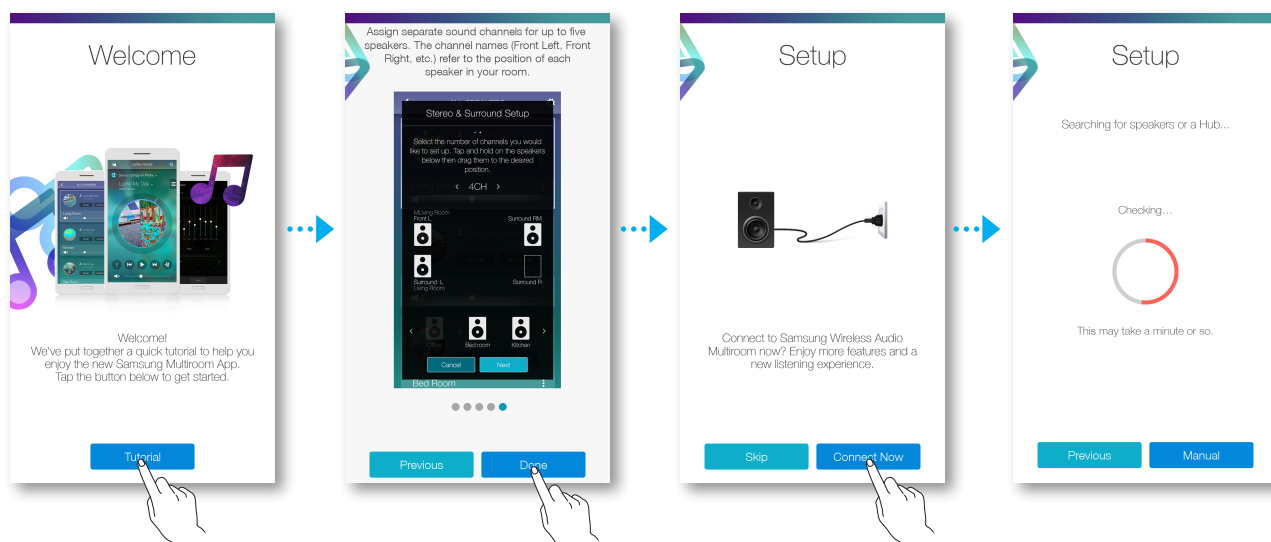 Welcome
Welcome!
We've put together a quick tutorial to help you
enjoy the new Samsung Multiroom App.
Tap the button below to get started.
Tutorial
Assign separate sound channels for up to five
speakers. The channel names (Front Left, Front
Right, etc.) refer to the position of each
speaker in your room.
Stereo & Surround Setup
Select the number of channels you would
like to set up. Tap and hold on the speakers
below then drag them to the desired
position.
4CH
MLiving Room
Front L
Surround RM
Surround L
Living Room
Surround R
Office
Bed room
Kitchen
Cancel
Next
Bed Room
Previous
Done
Setup
Connect to Samsung Wireless Audio
Multiroom now? Enjoy more features and a
new listening experience.
Skip
Connect Now
Setup
Searching for speakers or a Hub...
Checking...
This may take a minute or so.
Previous
Manual